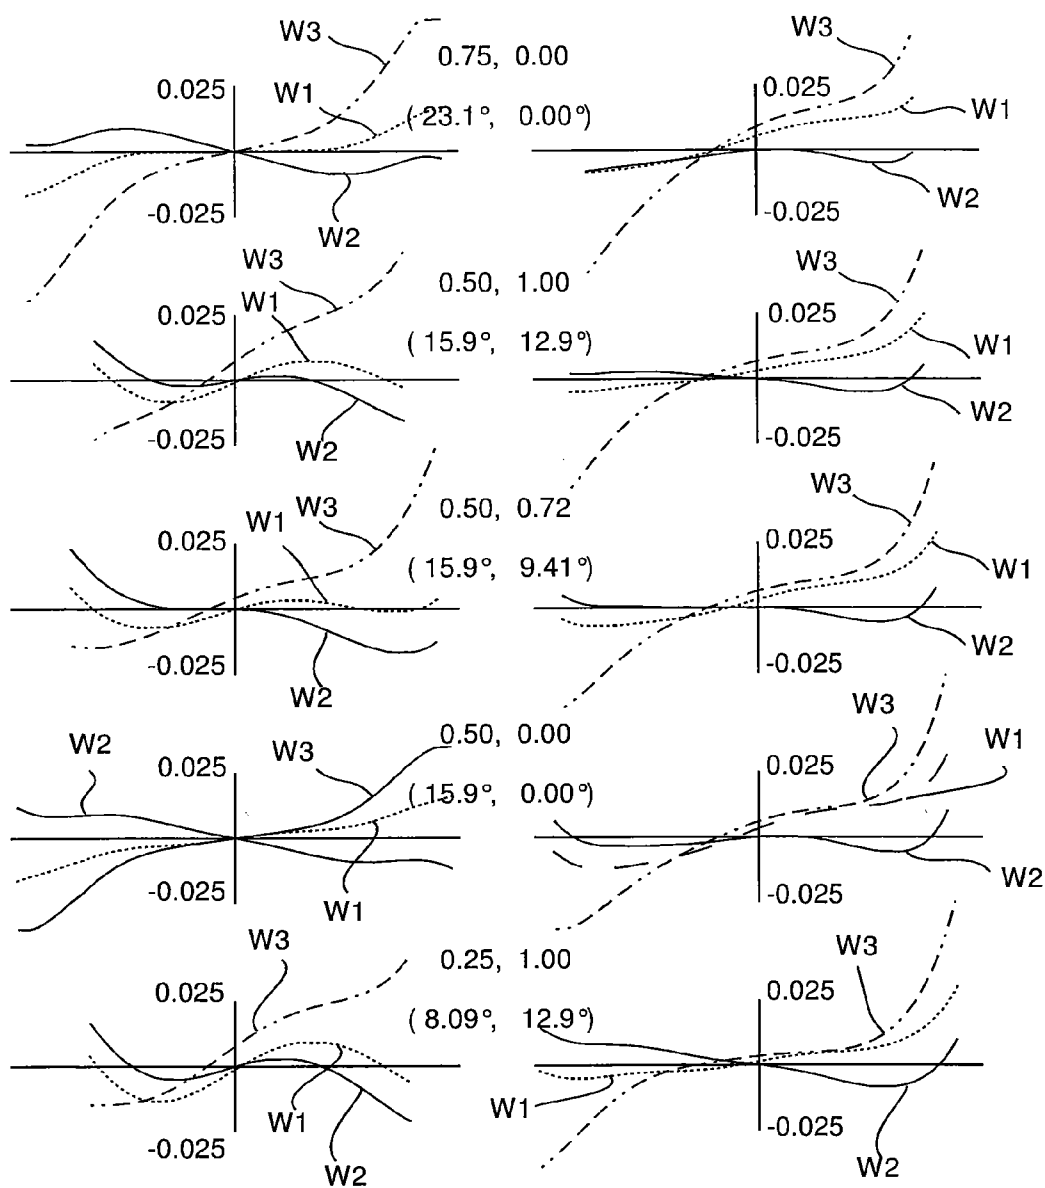 W3 W3
0.75, 0.00
0.025 W1 0.025 W1
(23.1°, 0.00°)
-0.025 W2 -0.025 W2
W3 W3
0.50, 1.00
0.025 W1 0.025 W1
(15.9°, 12.9°)
-0.025 W2 -0.025 W2
W3 W3
0.50, 0.72
0.025 W1 0.025 W1
(15.9°, 9.41°)
-0.025 W2 -0.025 W2
W2 W3 0.50, 0.00 W3 W1
0.025 0.025
(15.9°, 0.00°)
-0.025 W1 -0.025 W2
W3 W3
0.25, 1.00
0.025 0.025
(8.09°, 12.9°)
W1 W1
-0.025 W2 -0.025 W2